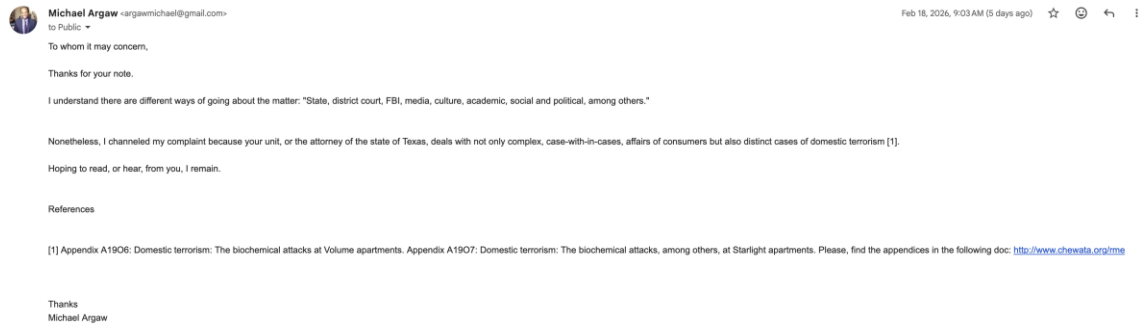 Michael Argaw <argawmichael@gmail.com>
Feb 18, 2026, 9:03 AM (5 days ago)
to Public
To whom it may concern,
Thanks for your note.
I understand there are different ways of going about the matter: "State, district court, FBI, media, culture, academic, social and political, among others."
Nonetheless, I channeled my complaint because your unit, or the attorney of the state of Texas, deals with not only complex, case-with-in-cases, affairs of consumers but also distinct cases of domestic terrorism [1].
Hoping to read, or hear, from you, I remain.
References
[1] Appendix A19O6: Domestic terrorism: The biochemical attacks at Volume apartments. Appendix A19O7: Domestic terrorism: The biochemical attacks, among others, at Starlight apartments. Please, find the appendices in the following doc: http://www.chewata.org/rme
Thanks
Michael Argaw